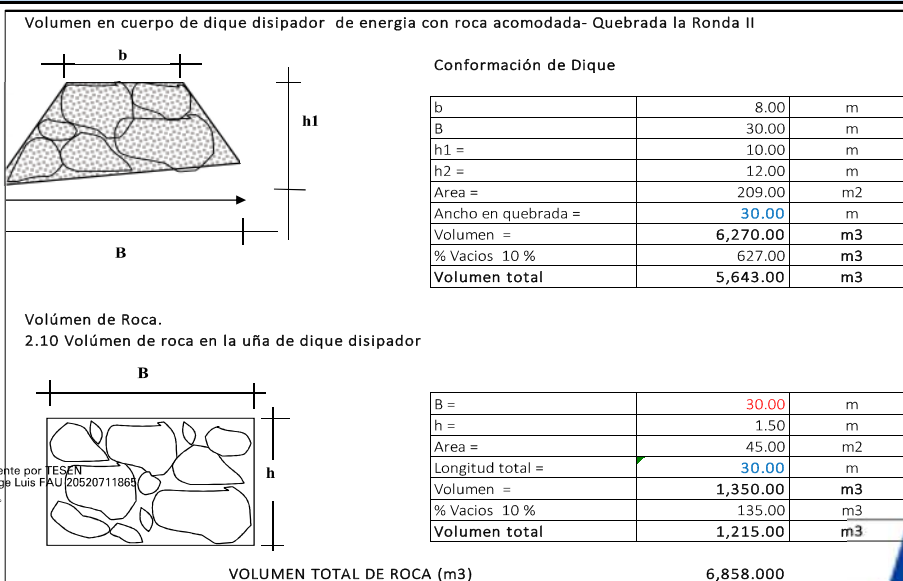 Volumen en cuerpo de dique disipador de energia con roca acomodada- Quebrada la Ronda II
b
h1
B
Conformación de Dique
b 8.00 m
B 30.00 m
h1 = 10.00 m
h2 = 12.00 m
Area = 209.00 m2
Ancho en quebrada = 30.00 m
Volumen = 6,270.00 m3
% Vacios 10 % 627.00 m3
Volumen total 5,643.00 m3
Volúmen de Roca.
2.10 Volúmen de roca en la uña de dique disipador
B
h
ente por TESEN
ge Luis FAU 20520711865
B = 30.00 m
h = 1.50 m
Area = 45.00 m2
Longitud total = 30.00 m
Volumen = 1,350.00 m3
% Vacios 10 % 135.00 m3
Volumen total 1,215.00 m3
VOLUMEN TOTAL DE ROCA (m3) 6,858.000